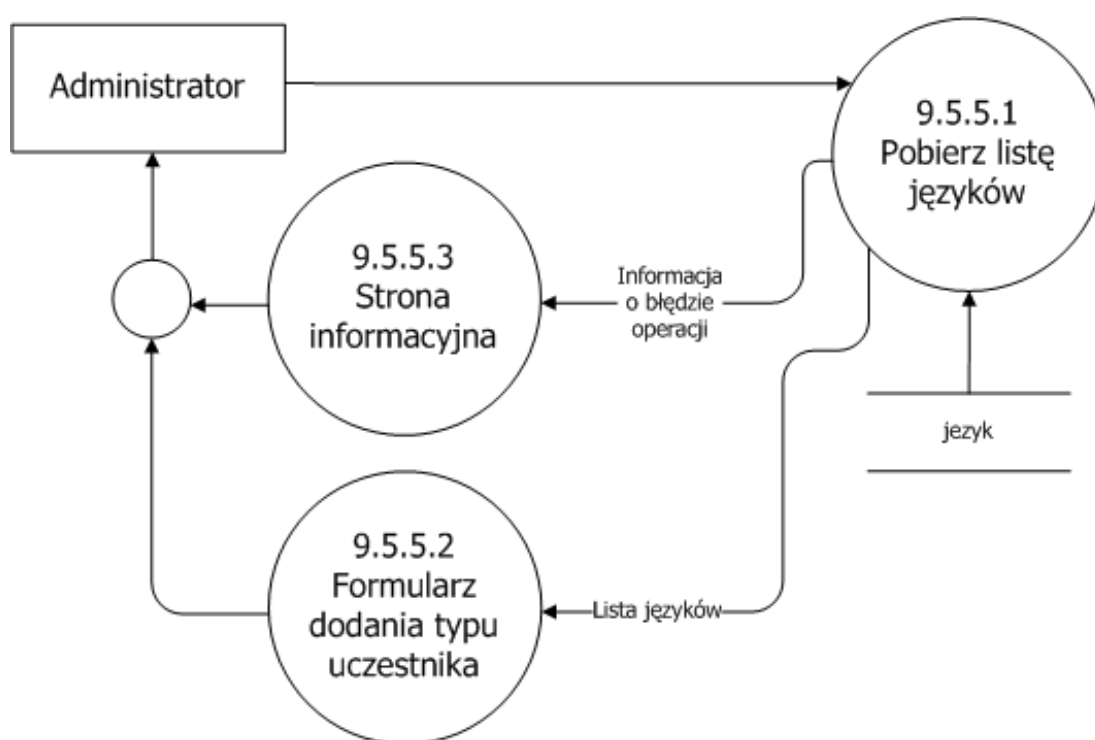 Administrator
9.5.5.1
Pobierz listę
języków
9.5.5.3
Strona
informacyjna
Informacja
o błędzie
operacji
jezyk
9.5.5.2
Formularz
dodania typu
uczestnika
Lista języków